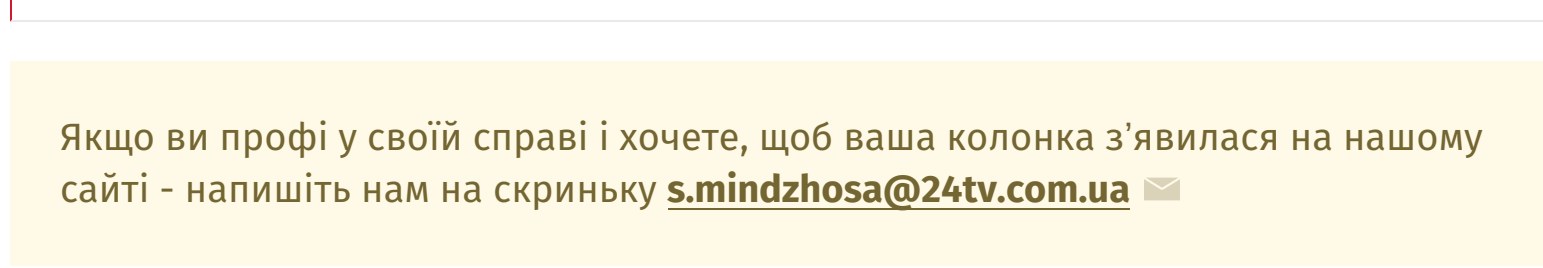 Якщо ви профі у своїй справі і хочете, щоб ваша колонка з’явилася на нашому
сайті - напишіть нам на скриньку s.mindzhosa@24tv.com.ua